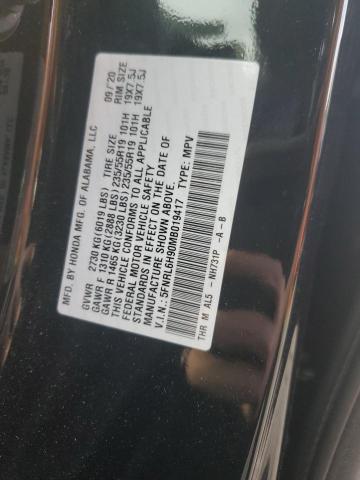 MFD. BY HONDA MFG. OF ALABAMA, LLC 09/20
GVWR 2730 KG(6019 LBS) TIRE SIZE RIM SIZE
GAWR F 1310 KG(2888 LBS) 235/55R19 101H 19X7.5J
GAWR R 1465 KG(3230 LBS) 235/55R19 101H 19X7.5J
THIS VEHICLE CONFORMS TO ALL APPLICABLE
FEDERAL MOTOR VEHICLE SAFETY
STANDARDS IN EFFECT ON THE DATE OF
MANUFACTURE SHOWN ABOVE.
V.I.N.: 5FNRL6H90MB019417 TYPE: MPV
THR M AL5 - NH731P -A -B